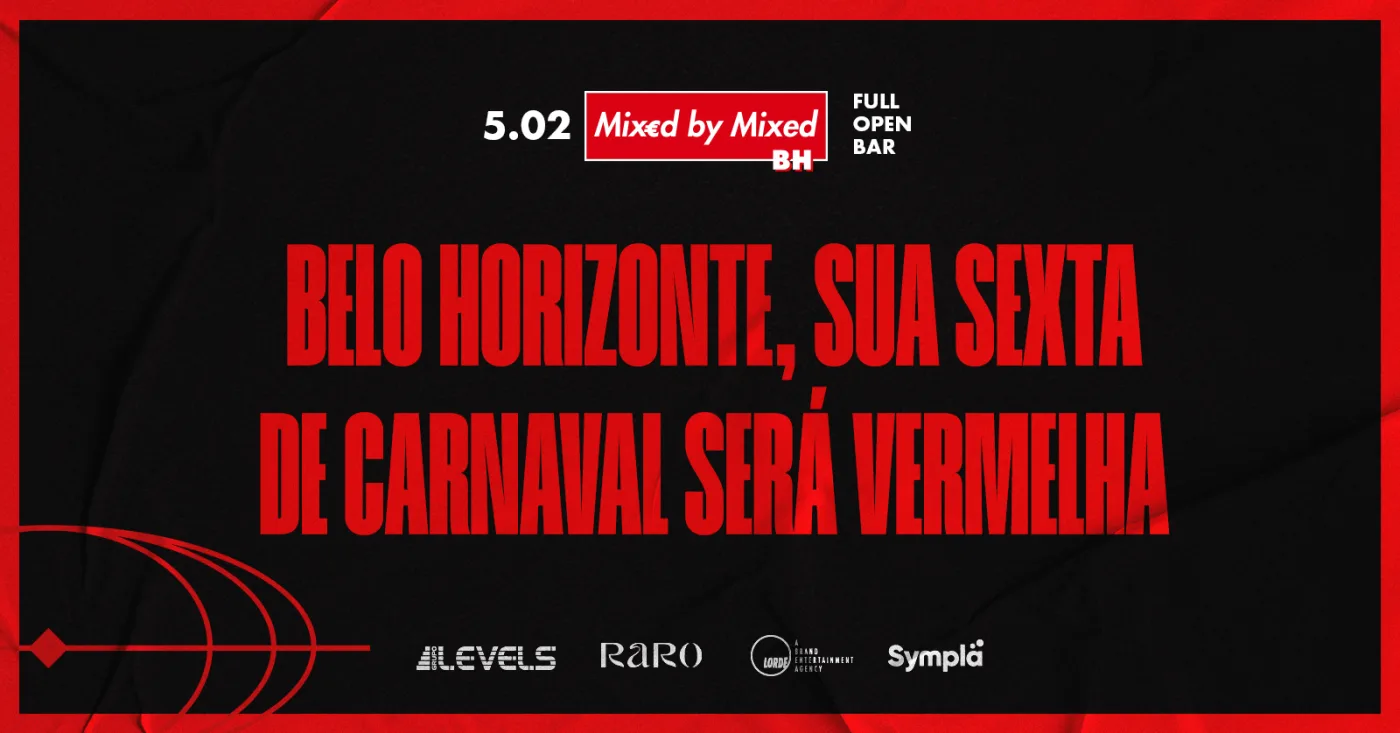 5.02
Mix€d by Mixed
BH
FULL
OPEN
BAR
BELO HORIZONTE, SUA SEXTA
DE CARNAVAL SERÁ VERMELHA
LEVELS
RARO
LORDE
A
BRAND
ENTERTAINMENT
AGENCY
Sympla